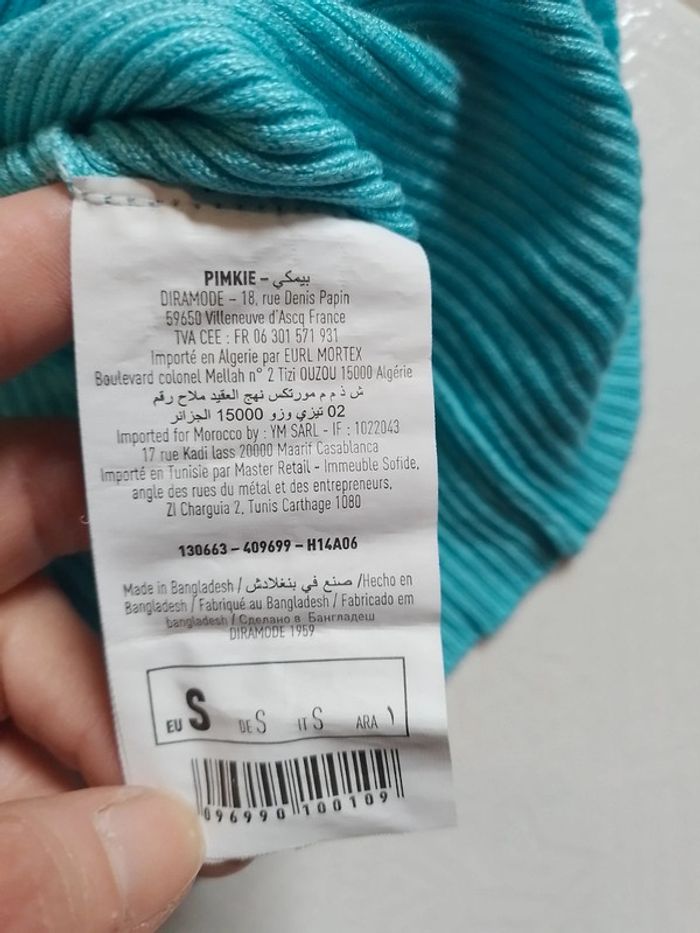 PIMKIE – بيمكي
DIRAMODE – 18, rue Denis Papin
59650 Villeneuve d'Ascq France
TVA CEE : FR 06 301 571 931
Importé en Algerie par EURL MORTEX
Boulevard colonel Mellah n° 2 Tizi OUZOU 15000 Algérie
ش ذ م م مورتكس نهج العقيد ملاح رقم
02 تيزي وزو 15000 الجزائر
Imported for Morocco by : YM SARL - IF : 1022043
17 rue Kadi Iass 20000 Maarif Casablanca
Importé en Tunisie par Master Retail - Immeuble Sofide,
angle des rues du métal et des entrepreneurs,
ZI Charguia 2, Tunis Carthage 1080
130663 – 409699 – H14A06
Made in Bangladesh / صنع في بنغلادش /Hecho en
Bangladesh / Fabriqué au Bangladesh / Fabricado em
bangladesh / Сделано в Бангладеш
DIRAMODE 1959
EU S DE S IT S ARA ١
096990 100109